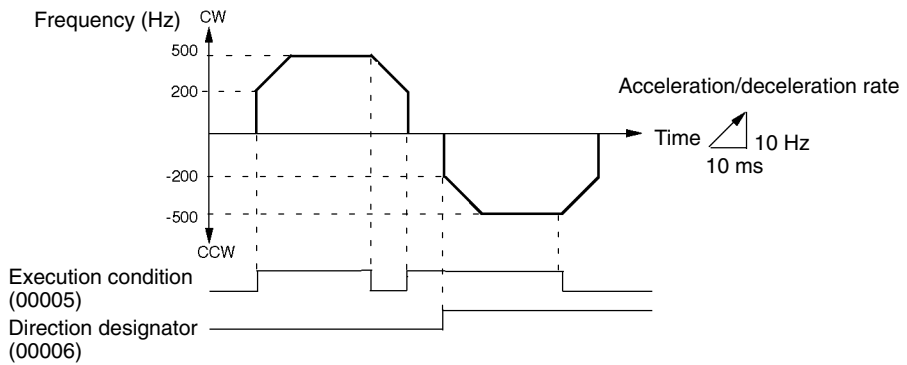 Frequency (Hz)
CW
500
200
Acceleration/deceleration rate
Time
10 Hz
10 ms
-200
-500
CCW
Execution condition
(00005)
Direction designator
(00006)